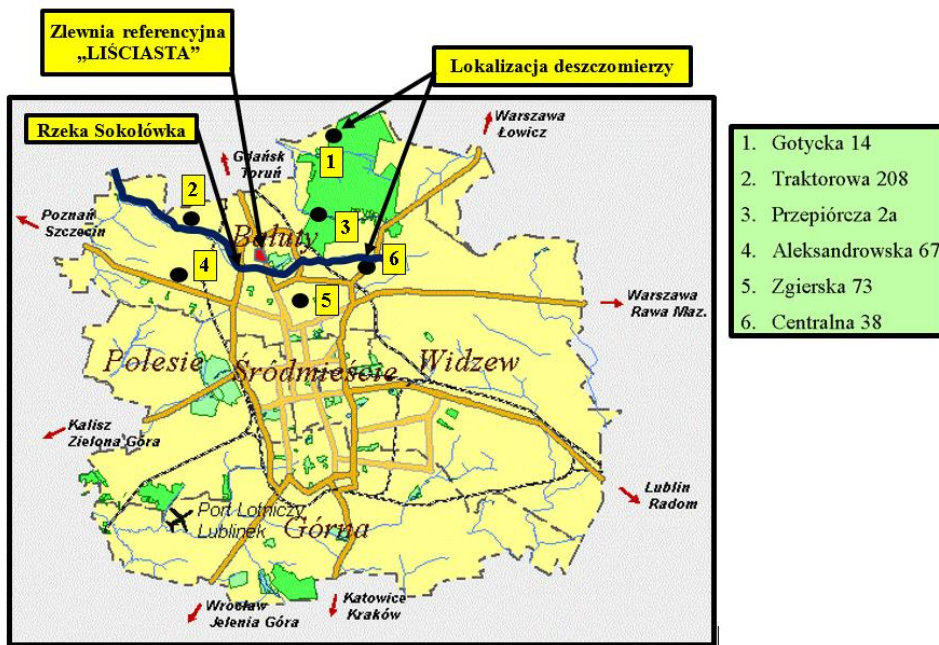 Zlewnia referencyjna
„LIŚCIASTA”
Lokalizacja deszczomierzy
Rzeka Sokołówka
Warszawa
Łowicz
Gdańsk
Toruń
1
2
3
Poznań
Szczecin
Bałuty
4
6
5
Warszawa
Rawa Maz.
Polesie
Śródmieście
Widzew
Kalisz
Zielona Góra
Lublin
Radom
Port Lotniczy
Lublinek
Górna
Wrocław
Jelenia Góra
Katowice
Kraków
1. Gotycka 14
2. Traktorowa 208
3. Przepiórcza 2a
4. Aleksandrowska 67
5. Zgierska 73
6. Centralna 38